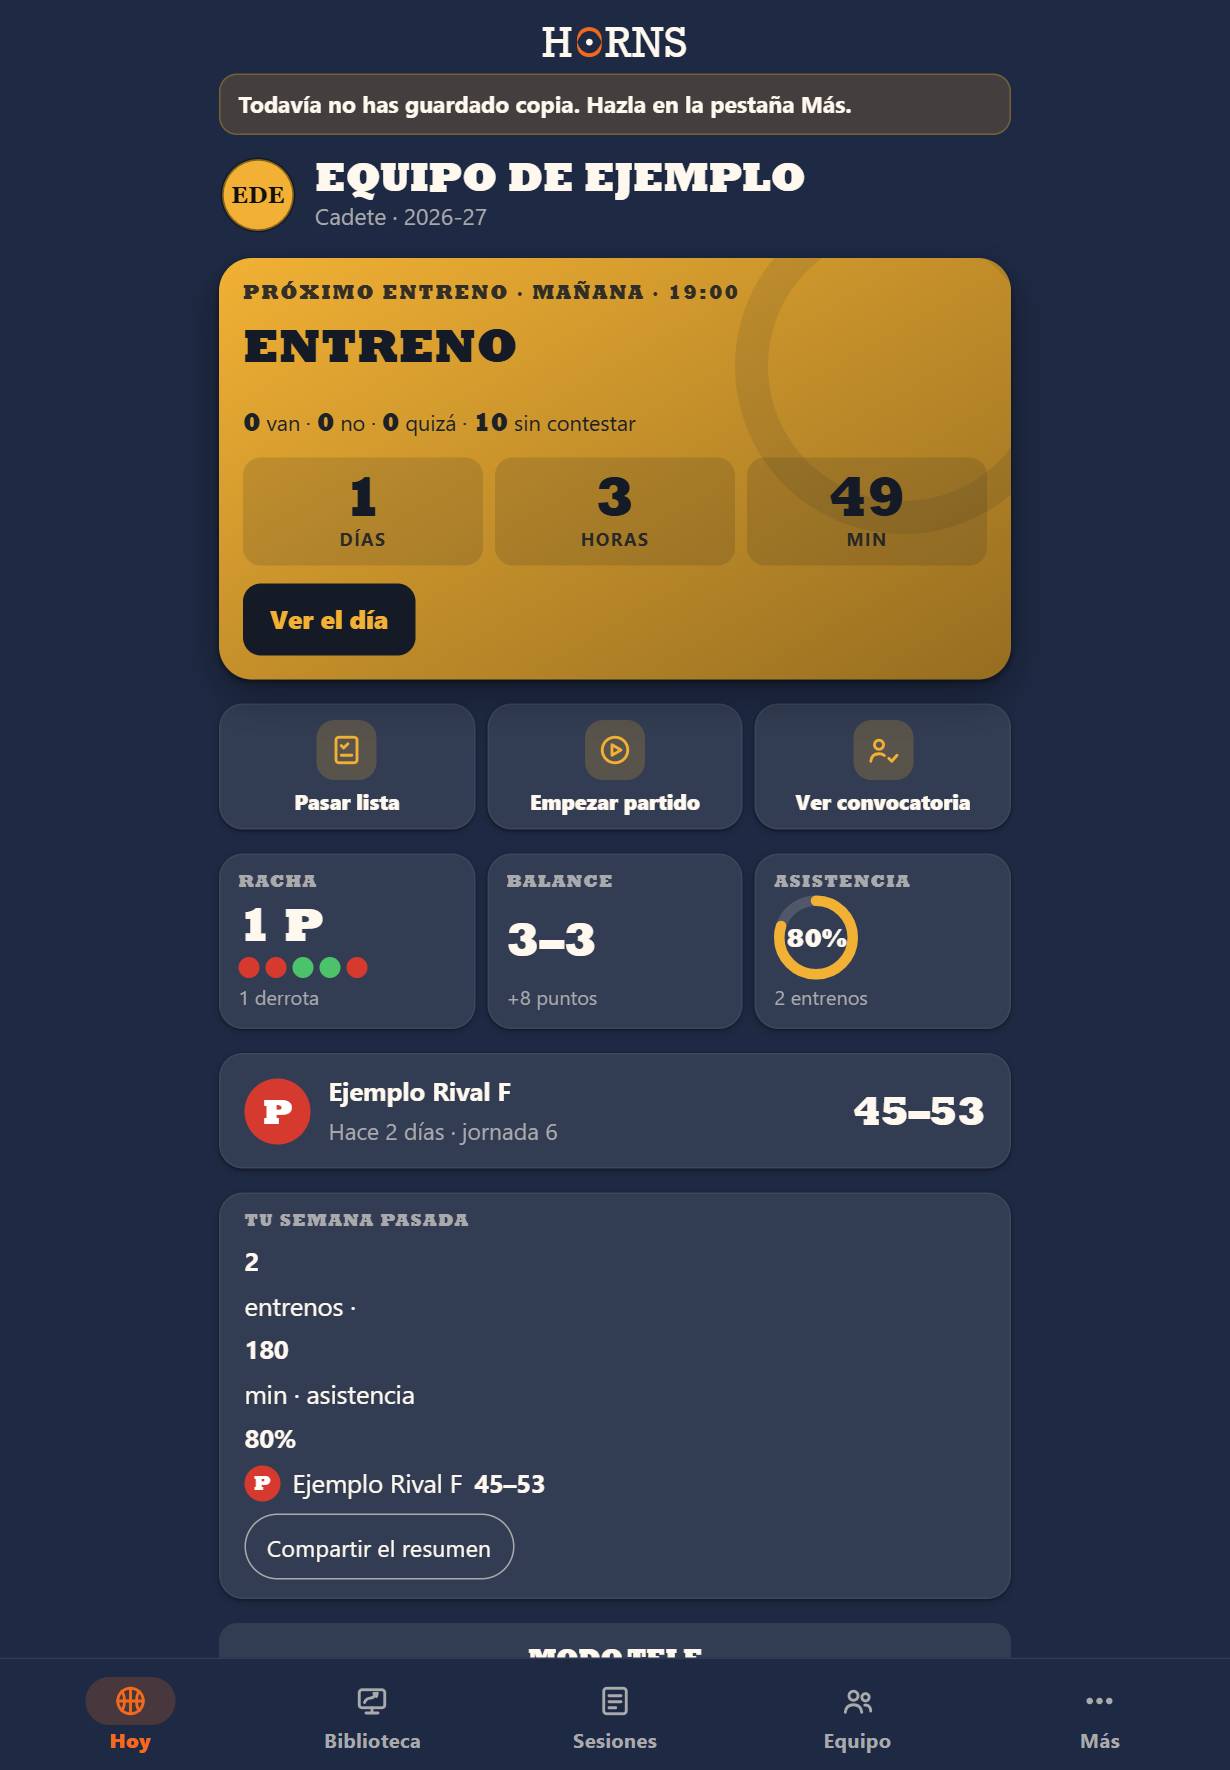 HORNS
Todavía no has guardado copia. Hazla en la pestaña Más.
EDE
EQUIPO DE EJEMPLO
Cadete · 2026-27
PRÓXIMO ENTRENO · MAÑANA · 19:00
ENTRENO
0 van · 0 no · 0 quizá · 10 sin contestar
1 3 49
DÍAS HORAS MIN
Ver el día
Pasar lista Empezar partido Ver convocatoria
RACHA BALANCE ASISTENCIA
1 P 3–3 80%
1 derrota +8 puntos 2 entrenos
P
Ejemplo Rival F
Hace 2 días · jornada 6
45–53
TU SEMANA PASADA
2
entrenos ·
180
min · asistencia
80%
P Ejemplo Rival F 45–53
Compartir el resumen
MODO TELE
Hoy Biblioteca Sesiones Equipo Más